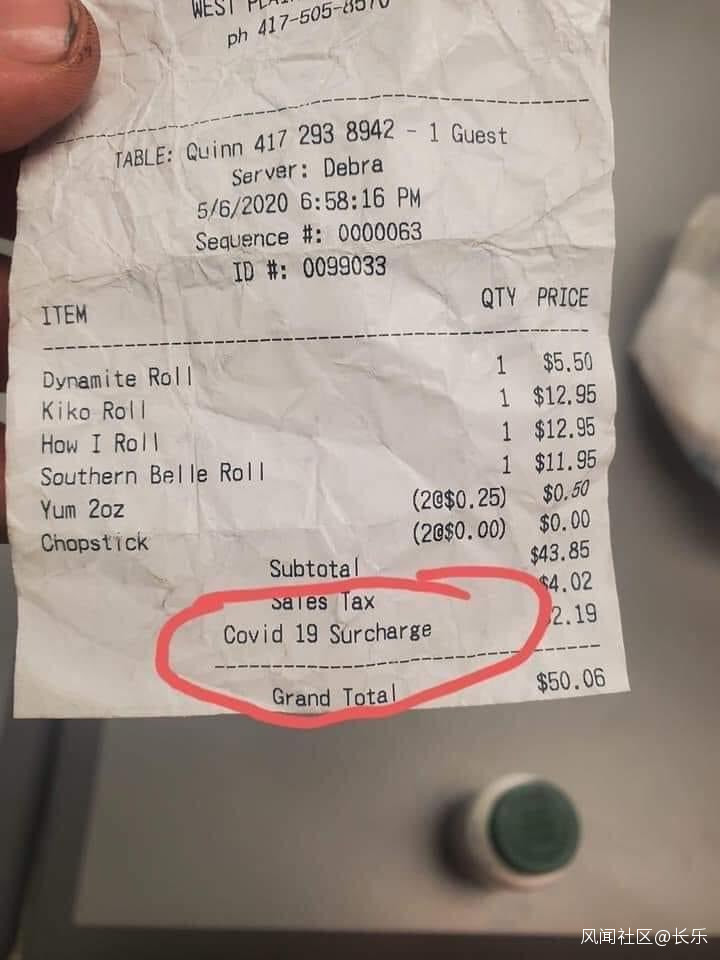 WEST
ph 417-505-8570
TABLE: Quinn 417 293 8942 - 1 Guest
Server: Debra
5/6/2020 6:58:16 PM
Sequence #: 0000063
ID #: 0099033
ITEM QTY PRICE
Dynamite Roll 1 $5.50
Kiko Roll 1 $12.95
How I Roll 1 $12.95
Southern Belle Roll 1 $11.95
Yum 2oz (2@$0.25) $0.50
Chopstick (2@$0.00) $0.00
Subtotal $43.85
Sales Tax $4.02
Covid 19 Surcharge 2.19
Grand Total $50.06
风闻社区@长乐